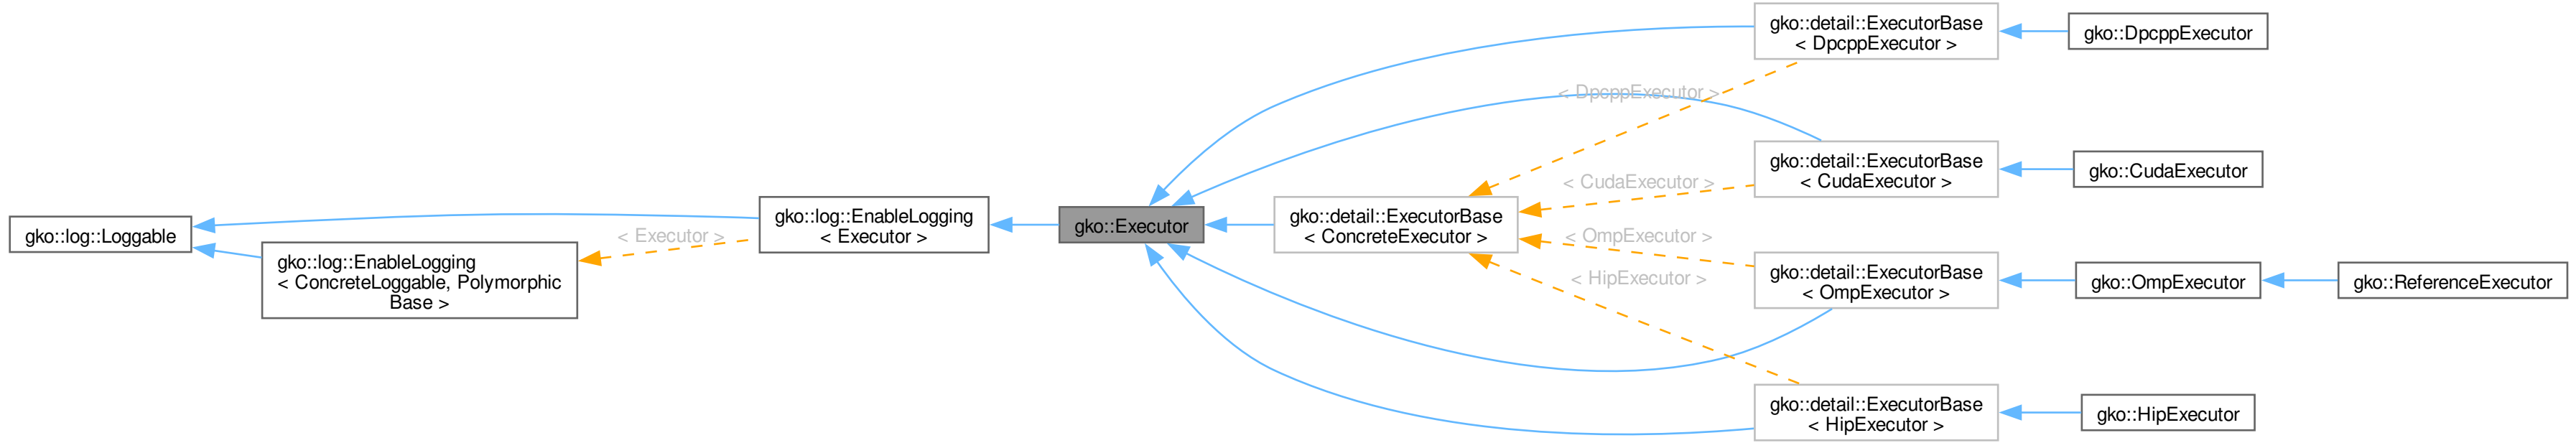 gko::log::Loggable
gko::log::EnableLogging
< ConcreteLoggable, Polymorphic
Base >
< Executor >
gko::log::EnableLogging
< Executor >
gko::Executor
gko::detail::ExecutorBase
< ConcreteExecutor >
< DpcppExecutor >
< CudaExecutor >
< OmpExecutor >
< HipExecutor >
gko::detail::ExecutorBase
< DpcppExecutor >
gko::DpcppExecutor
gko::detail::ExecutorBase
< CudaExecutor >
gko::CudaExecutor
gko::detail::ExecutorBase
< OmpExecutor >
gko::OmpExecutor
gko::ReferenceExecutor
gko::detail::ExecutorBase
< HipExecutor >
gko::HipExecutor